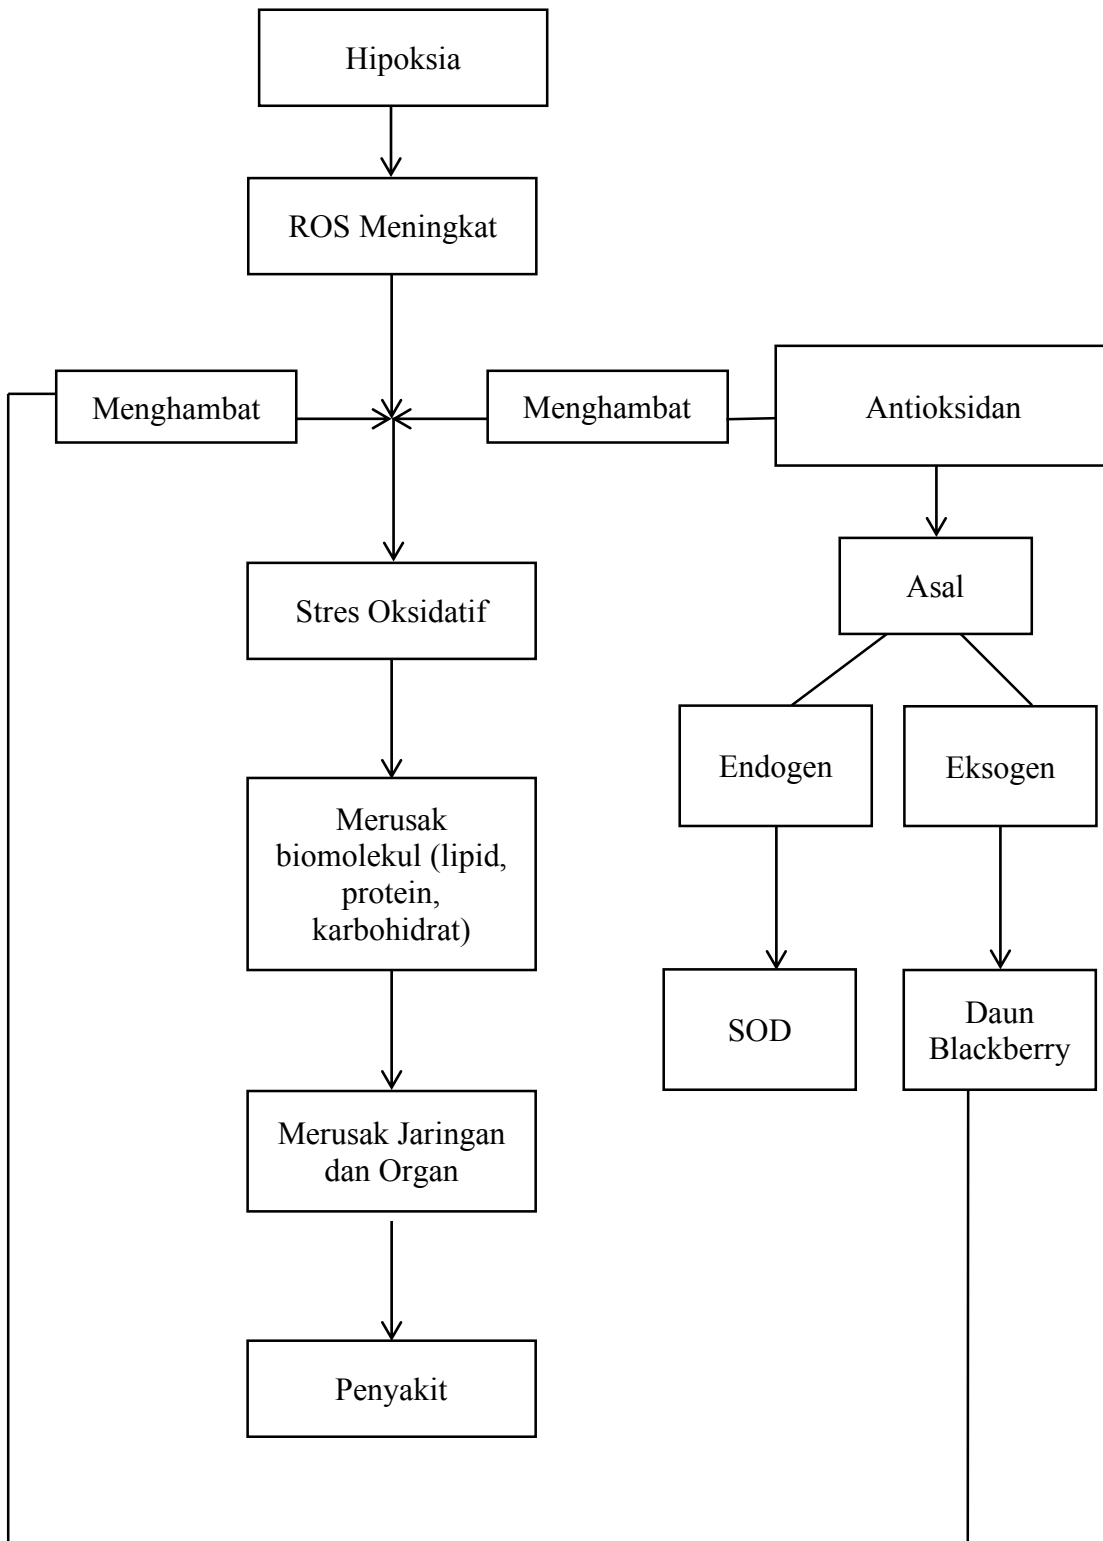 Hipoksia
ROS Meningkat
Menghambat
Menghambat
Antioksidan
Asal
Stres Oksidatif
Endogen
Eksogen
Merusak
biomolekul (lipid,
protein,
karbohidrat)
SOD
Daun
Blackberry
Merusak Jaringan
dan Organ
Penyakit